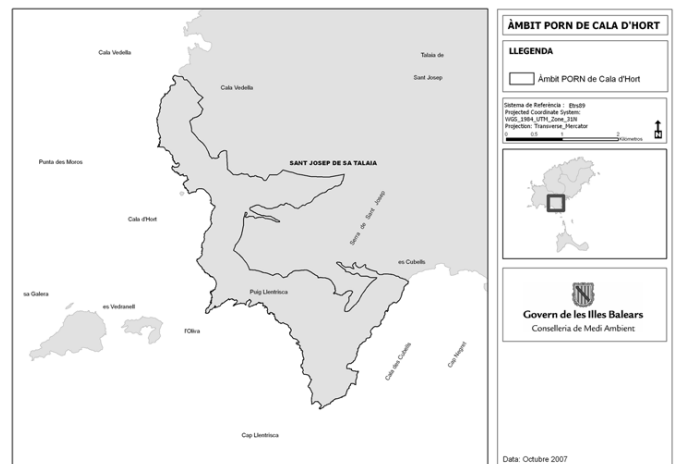 ÀMBIT PORN DE CALA D'HORT
LLEGENDA
Àmbit PORN de Cala d'Hort
Sistema de Referència : Etrs89
Projected Coordinate System:
WGS_1984_UTM_Zone_31N
Projection: Transverse_Mercator
0 0.5 1 2
Kilometres
N
Govern de les Illes Balears
Conselleria de Medi Ambient
Data: Octubre 2007
Cala Vedella
Talaia de
Sant Josep
Cala Vedella
Punta des Moros
SANT JOSEP DE SA TALAIA
Serra de Sant Josep
Cala d'Hort
es Cubells
sa Galera
Puig Llentrisca
es Vedranell
l'Oliva
Cala des Cubells
Cap Negret
Cap Llentrisca